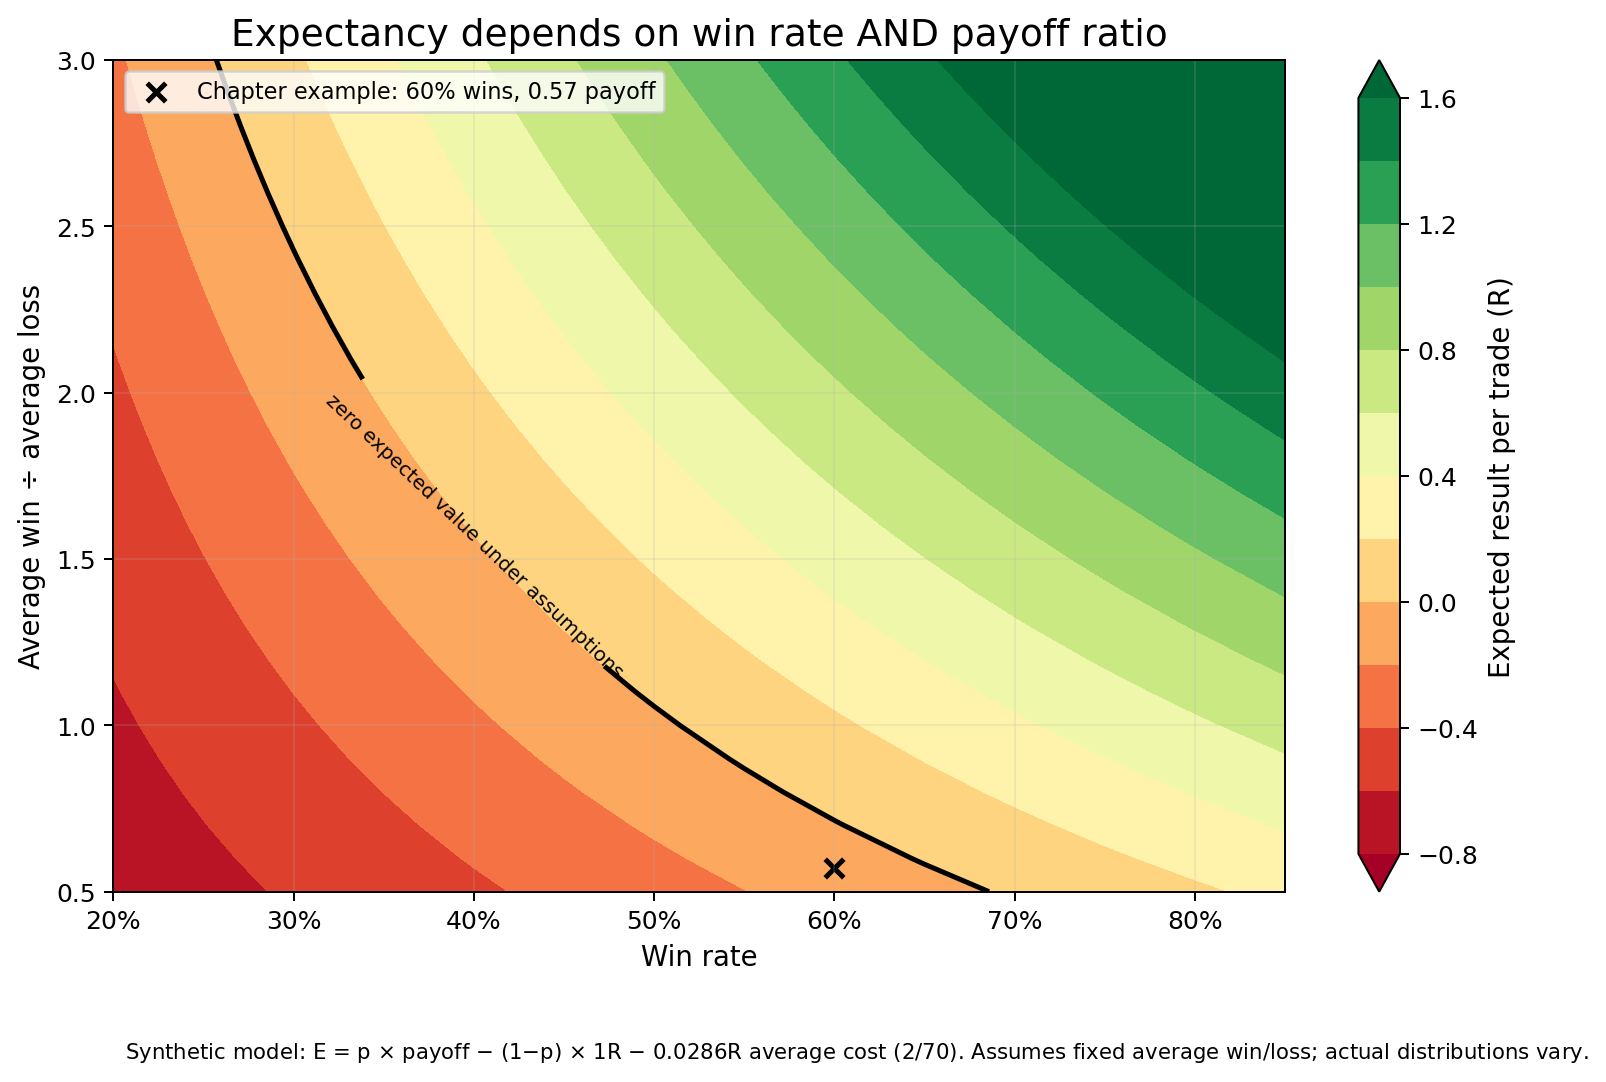 Expectancy depends on win rate AND payoff ratio
Chapter example: 60% wins, 0.57 payoff
Average win ÷ average loss
3.0
2.5
2.0
1.5
1.0
0.5
zero expected value under assumptions
20%
30%
40%
50%
60%
70%
80%
Win rate
1.6
1.2
0.8
0.4
0.0
−0.4
−0.8
Expected result per trade (R)
Synthetic model: E = p × payoff − (1−p) × 1R − 0.0286R average cost (2/70). Assumes fixed average win/loss; actual distributions vary.